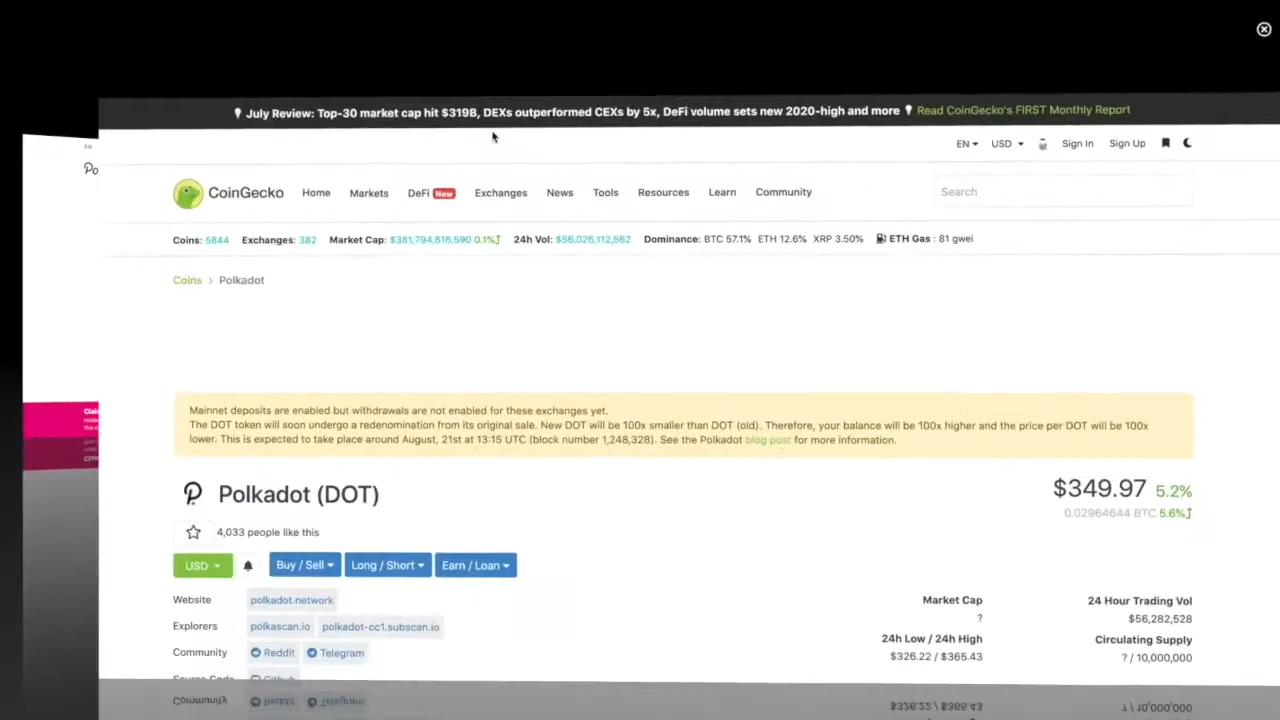 July Review: Top-30 market cap hit $319B, DEXs outperformed CEXs by 5x, DeFi volume sets new 2020-high and more Read CoinGecko's FIRST Monthly Report
EN USD Sign In Sign Up
Po
CoinGecko Home Markets DeFi New Exchanges News Tools Resources Learn Community Search
Coins: 5844 Exchanges: 382 Market Cap: $381,794,816,590 0.1% 24h Vol: $56,026,112,562 Dominance: BTC 57.1% ETH 12.6% XRP 3.50% ETH Gas : 81 gwei
Coins > Polkadot
Mainnet deposits are enabled but withdrawals are not enabled for these exchanges yet.
The DOT token will soon undergo a redenomination from its original sale. New DOT will be 100x smaller than DOT (old). Therefore, your balance will be 100x higher and the price per DOT will be 100x
lower. This is expected to take place around August, 21st at 13:15 UTC (block number 1,248,328). See the Polkadot blog post for more information.
Polkadot (DOT) $349.97 5.2%
0.02964644 BTC 5.6%
4,033 people like this
USD Buy / Sell Long / Short Earn / Loan
Website polkadot.network Market Cap 24 Hour Trading Vol
? $56,282,528
Explorers polkascan.io polkadot-cc1.subscan.io
24h Low / 24h High Circulating Supply
Community Reddit Telegram $326.22 / $365.43 ? / 10,000,000
Source Code Github